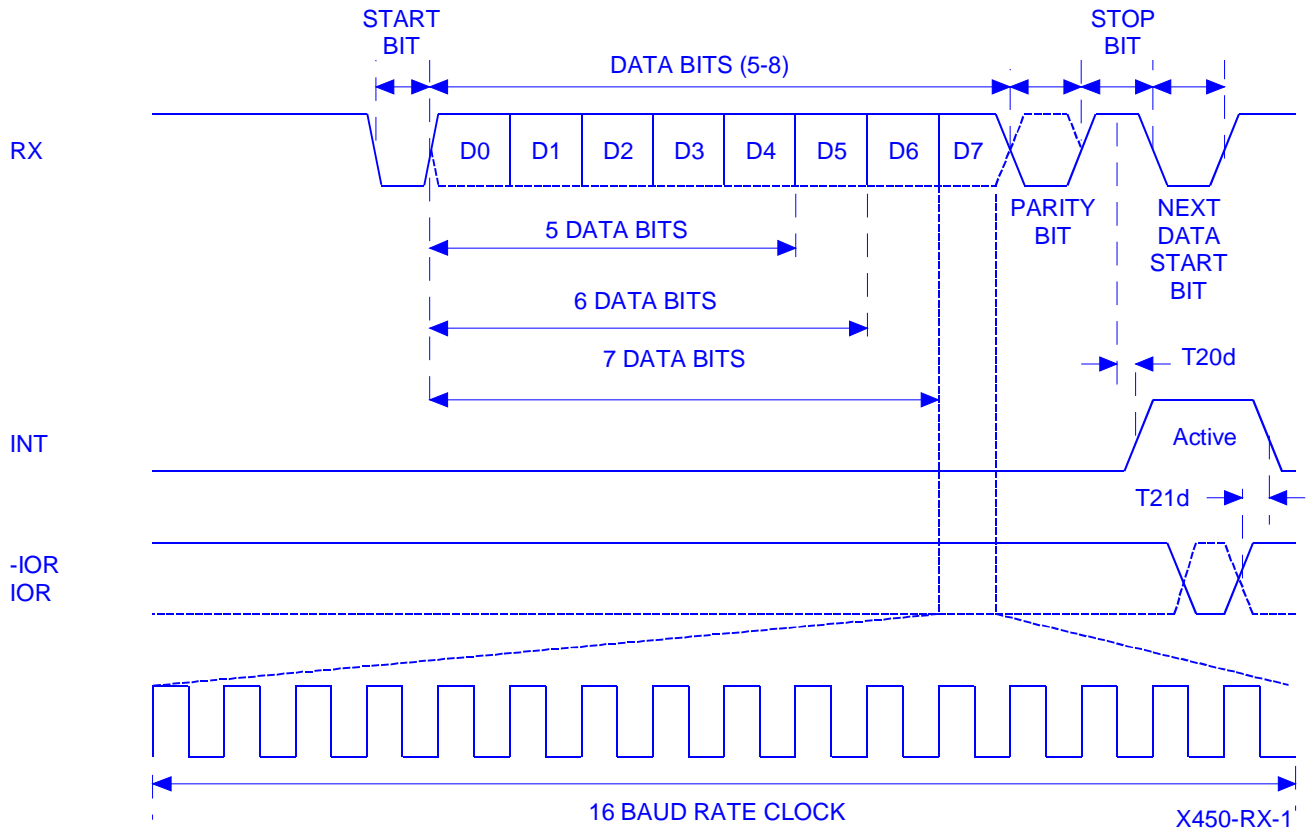 START
BIT
DATA BITS (5-8)
STOP
BIT
RX
D0 D1 D2 D3 D4 D5 D6 D7
PARITY
BIT
NEXT
DATA
START
BIT
5 DATA BITS
6 DATA BITS
7 DATA BITS
T20d
INT
Active
T21d
-IOR
IOR
16 BAUD RATE CLOCK
X450-RX-1